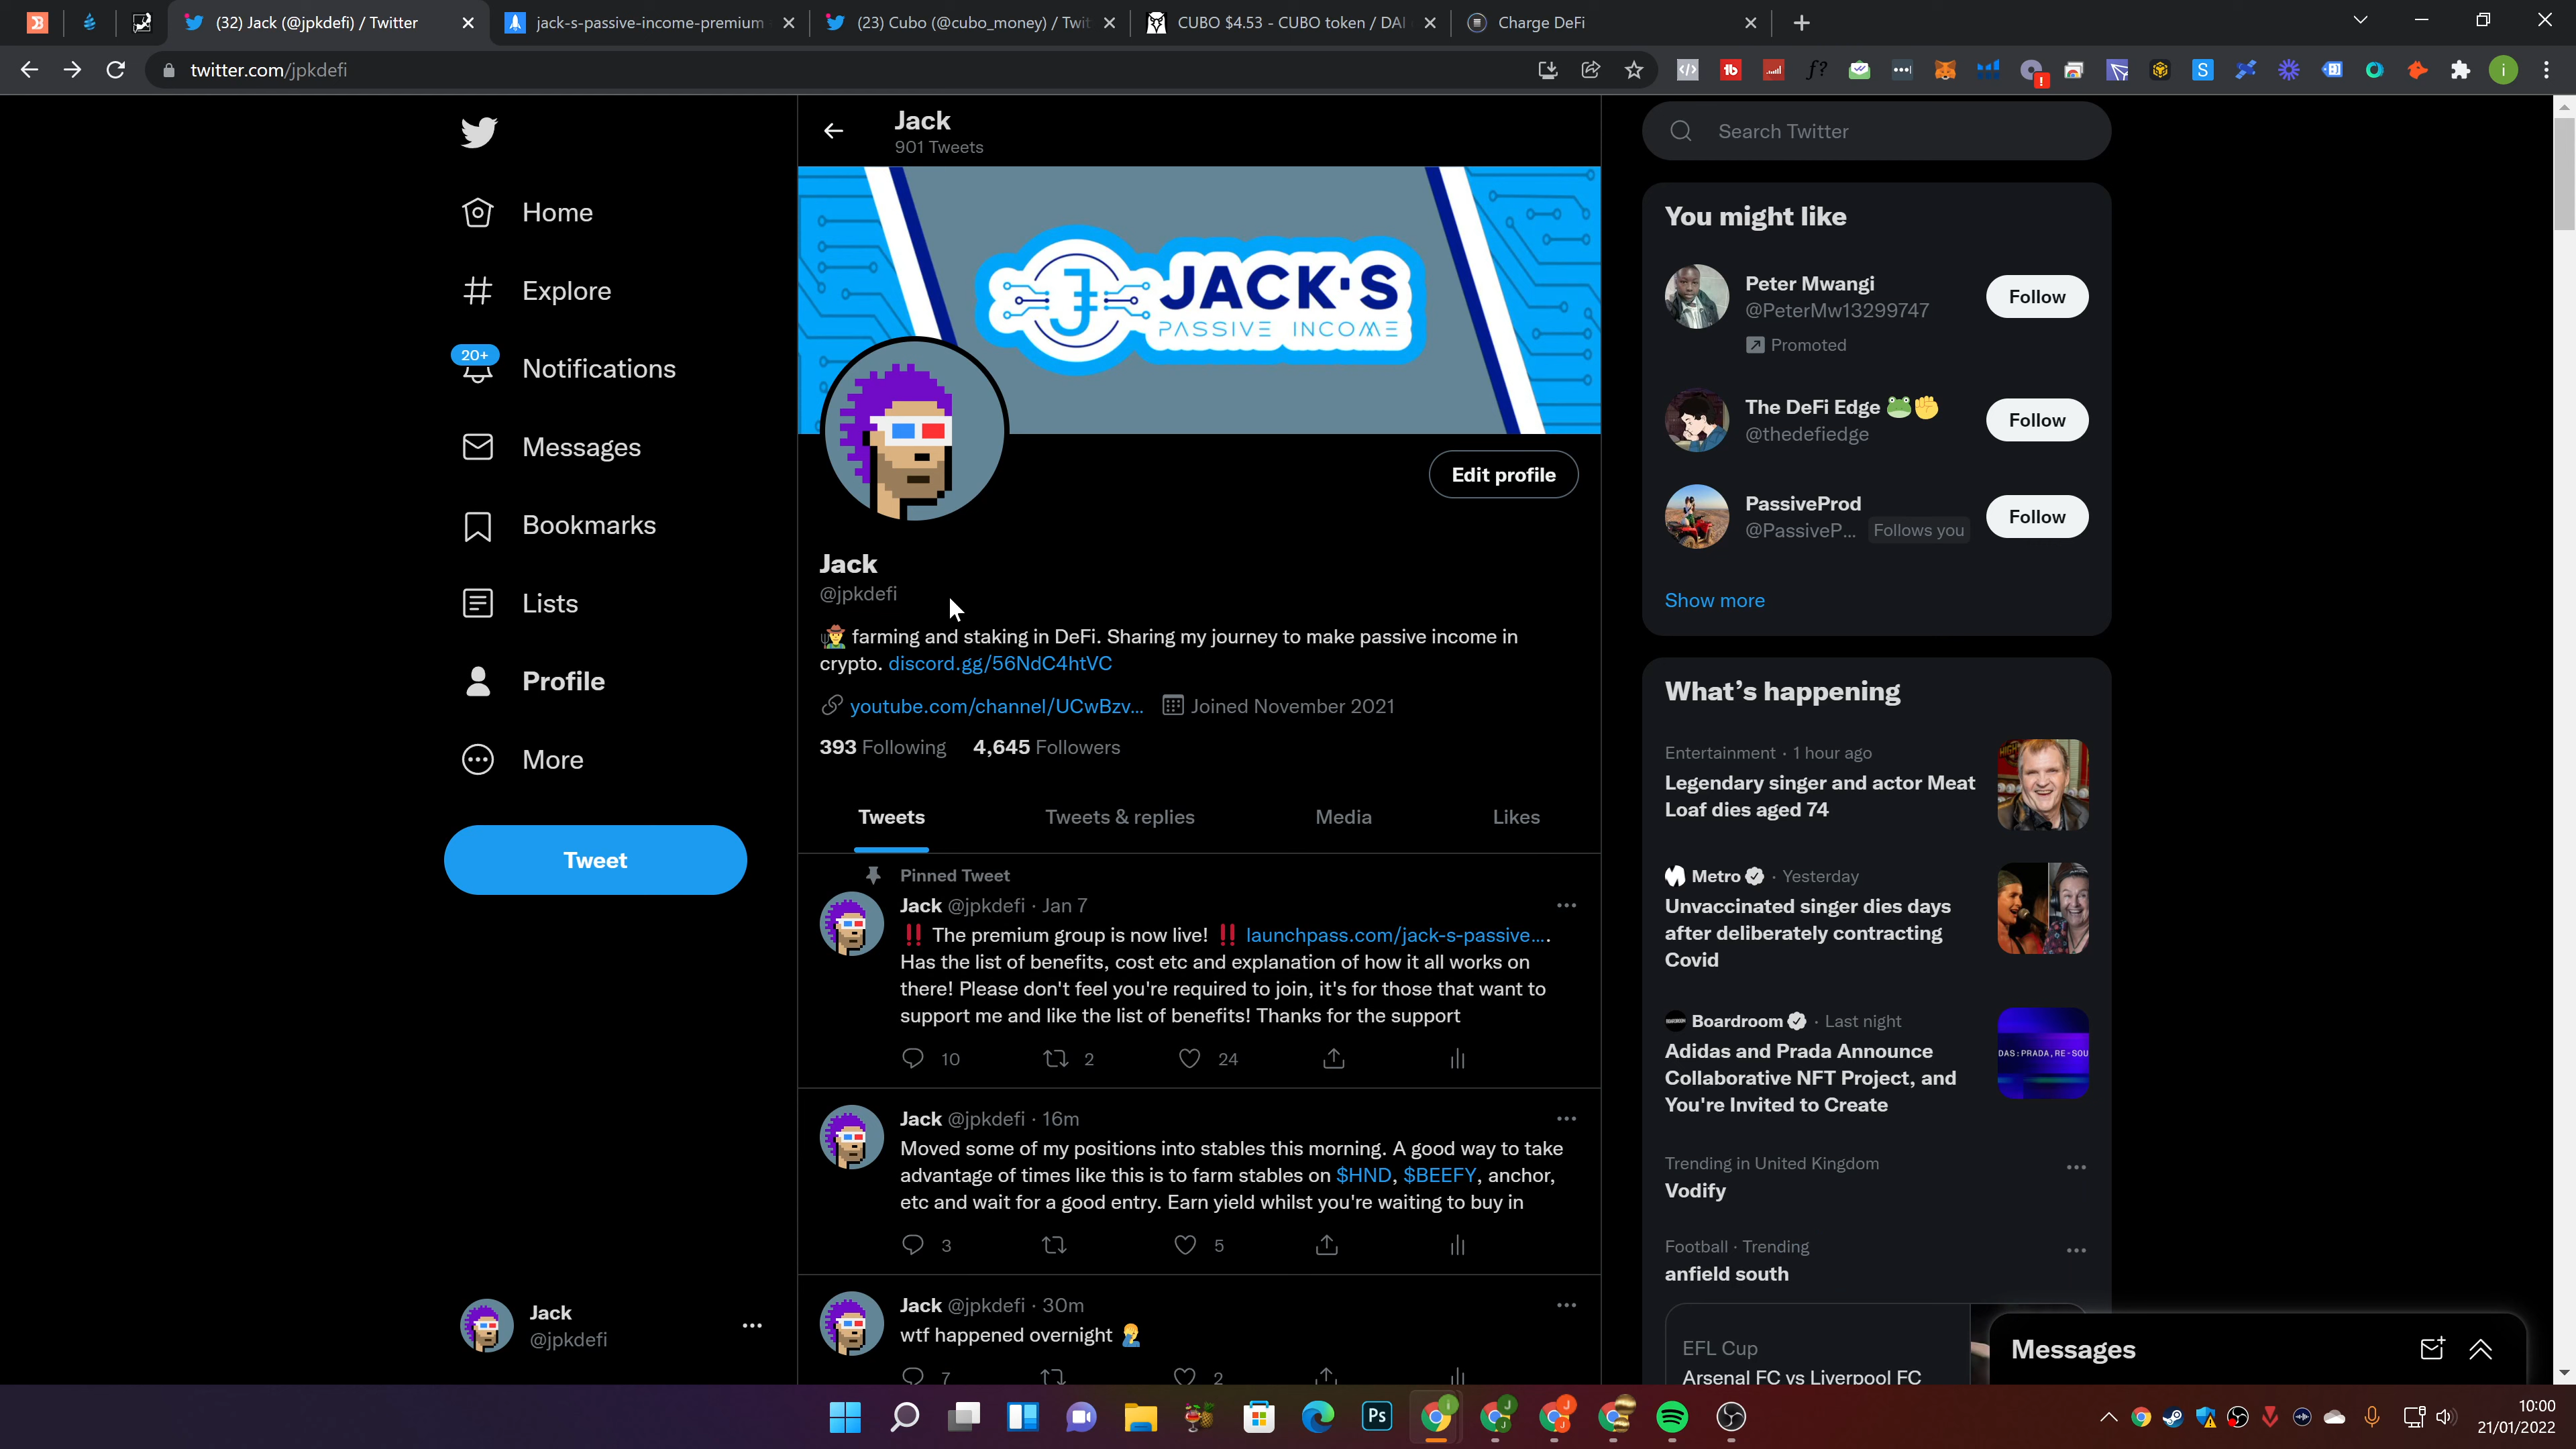 (32) Jack (@jpkdefi) / Twitter
jack-s-passive-income-premium
(23) Cubo (@cubo_money) / Twit
CUBO $4.53 - CUBO token / DAI
Charge DeFi
twitter.com/jpkdefi
Home
Explore
20+
Notifications
Messages
Bookmarks
Lists
Profile
More
Tweet
Jack
@jpkdefi
Jack
901 Tweets
JACK'S
PASSIVE INCOME
Edit profile
Jack
@jpkdefi
farming and staking in DeFi. Sharing my journey to make passive income in
crypto. discord.gg/56NdC4htVC
youtube.com/channel/UCwBzv... Joined November 2021
393 Following 4,645 Followers
Tweets Tweets & replies Media Likes
Pinned Tweet
Jack @jpkdefi · Jan 7
‼️ The premium group is now live! ‼️ launchpass.com/jack-s-passive….
Has the list of benefits, cost etc and explanation of how it all works on
there! Please don't feel you're required to join, it's for those that want to
support me and like the list of benefits! Thanks for the support
10 2 24
Jack @jpkdefi · 16m
Moved some of my positions into stables this morning. A good way to take
advantage of times like this is to farm stables on $HND, $BEEFY, anchor,
etc and wait for a good entry. Earn yield whilst you're waiting to buy in
3 5
Jack @jpkdefi · 30m
wtf happened overnight 🤦
7 2
Search Twitter
You might like
Peter Mwangi
@PeterMw13299747
Promoted
Follow
The DeFi Edge 🐸✊
@thedefiedge
Follow
PassiveProd
@PassiveP... Follows you
Follow
Show more
What's happening
Entertainment · 1 hour ago
Legendary singer and actor Meat
Loaf dies aged 74
Metro · Yesterday
Unvaccinated singer dies days
after deliberately contracting
Covid
Boardroom · Last night
Adidas and Prada Announce
Collaborative NFT Project, and
You're Invited to Create
DAS:PRADA,RE-SOU
Trending in United Kingdom
Vodify
Football · Trending
anfield south
EFL Cup
Arsenal FC vs Liverpool FC
Messages
Ps
10:00
21/01/2022